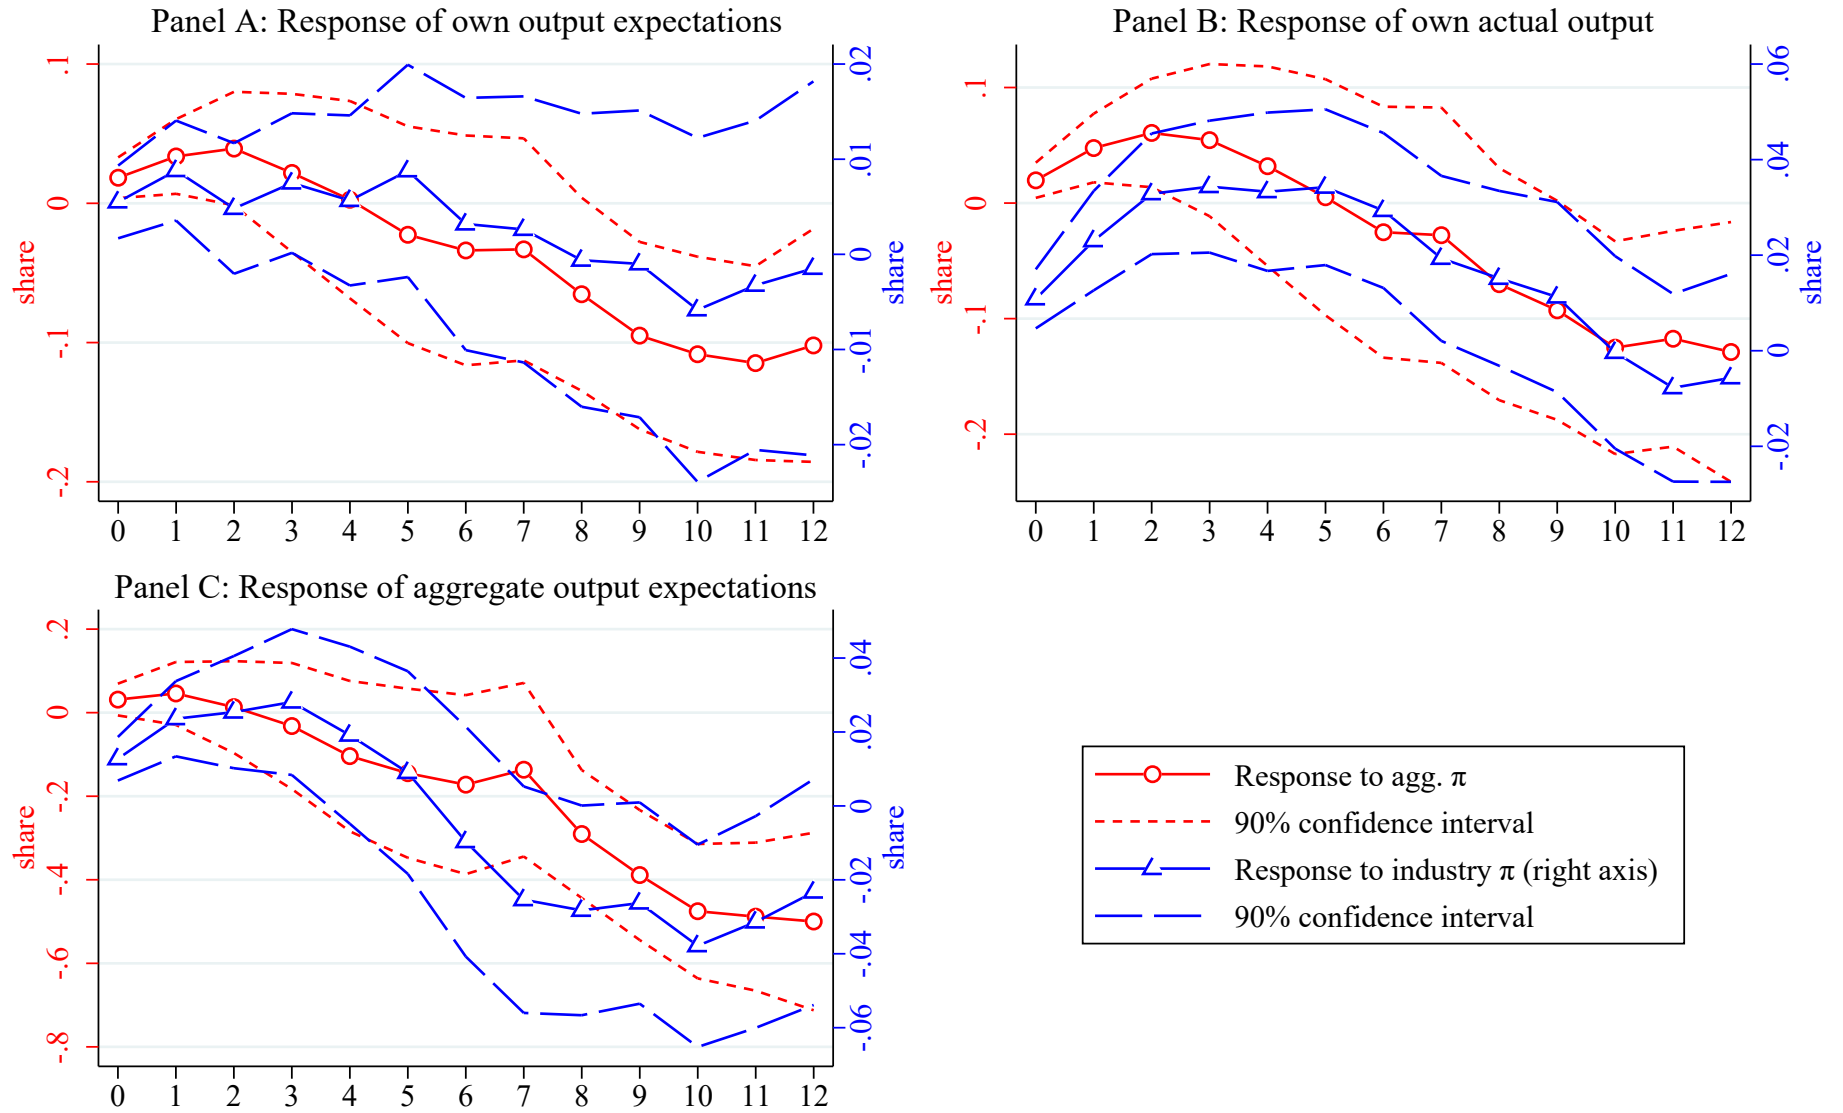 Panel A: Response of own output expectations
.1
0
-.1
-.2
share
.02
.01
0
-.01
-.02
share
0 1 2 3 4 5 6 7 8 9 10 11 12
Panel B: Response of own actual output
.1
0
-.1
-.2
share
.06
.04
.02
0
-.02
share
0 1 2 3 4 5 6 7 8 9 10 11 12
Panel C: Response of aggregate output expectations
.2
0
-.2
-.4
-.6
-.8
share
.04
.02
0
-.02
-.04
-.06
share
0 1 2 3 4 5 6 7 8 9 10 11 12
Response to agg. π
90% confidence interval
Response to industry π (right axis)
90% confidence interval